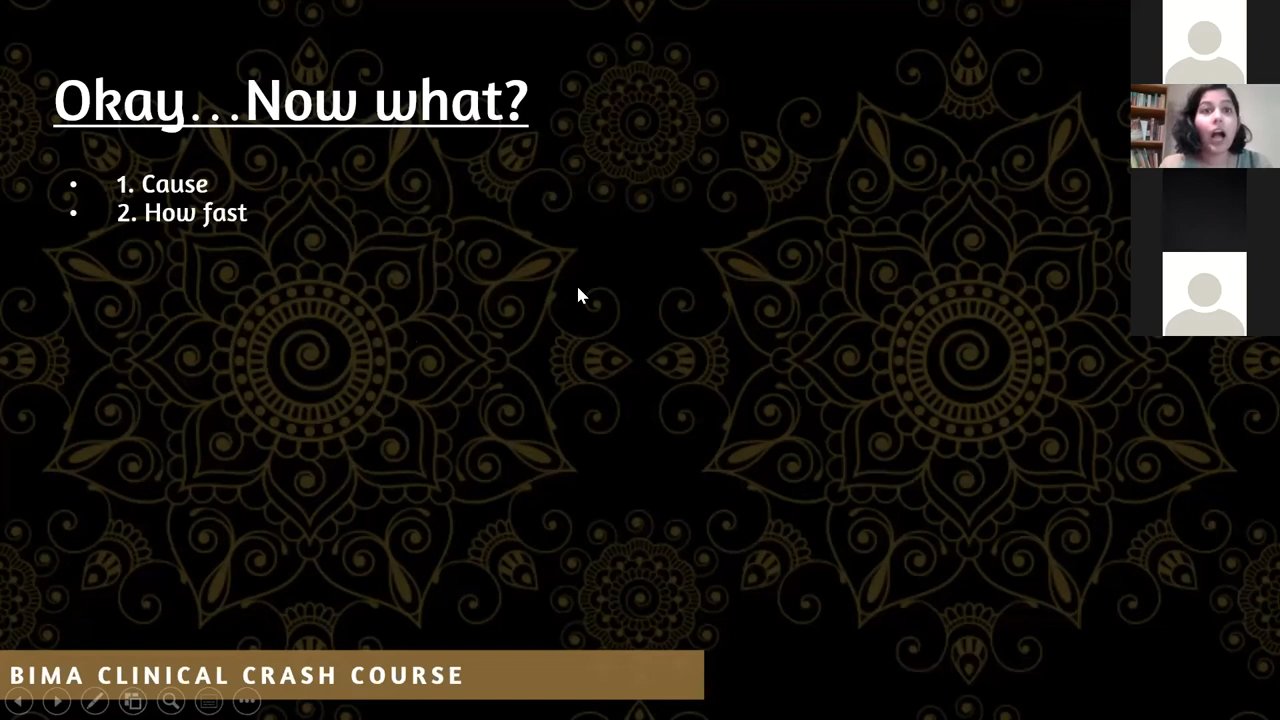 Okay...Now what?
• 1. Cause
• 2. How fast
BIMA CLINICAL CRASH COURSE